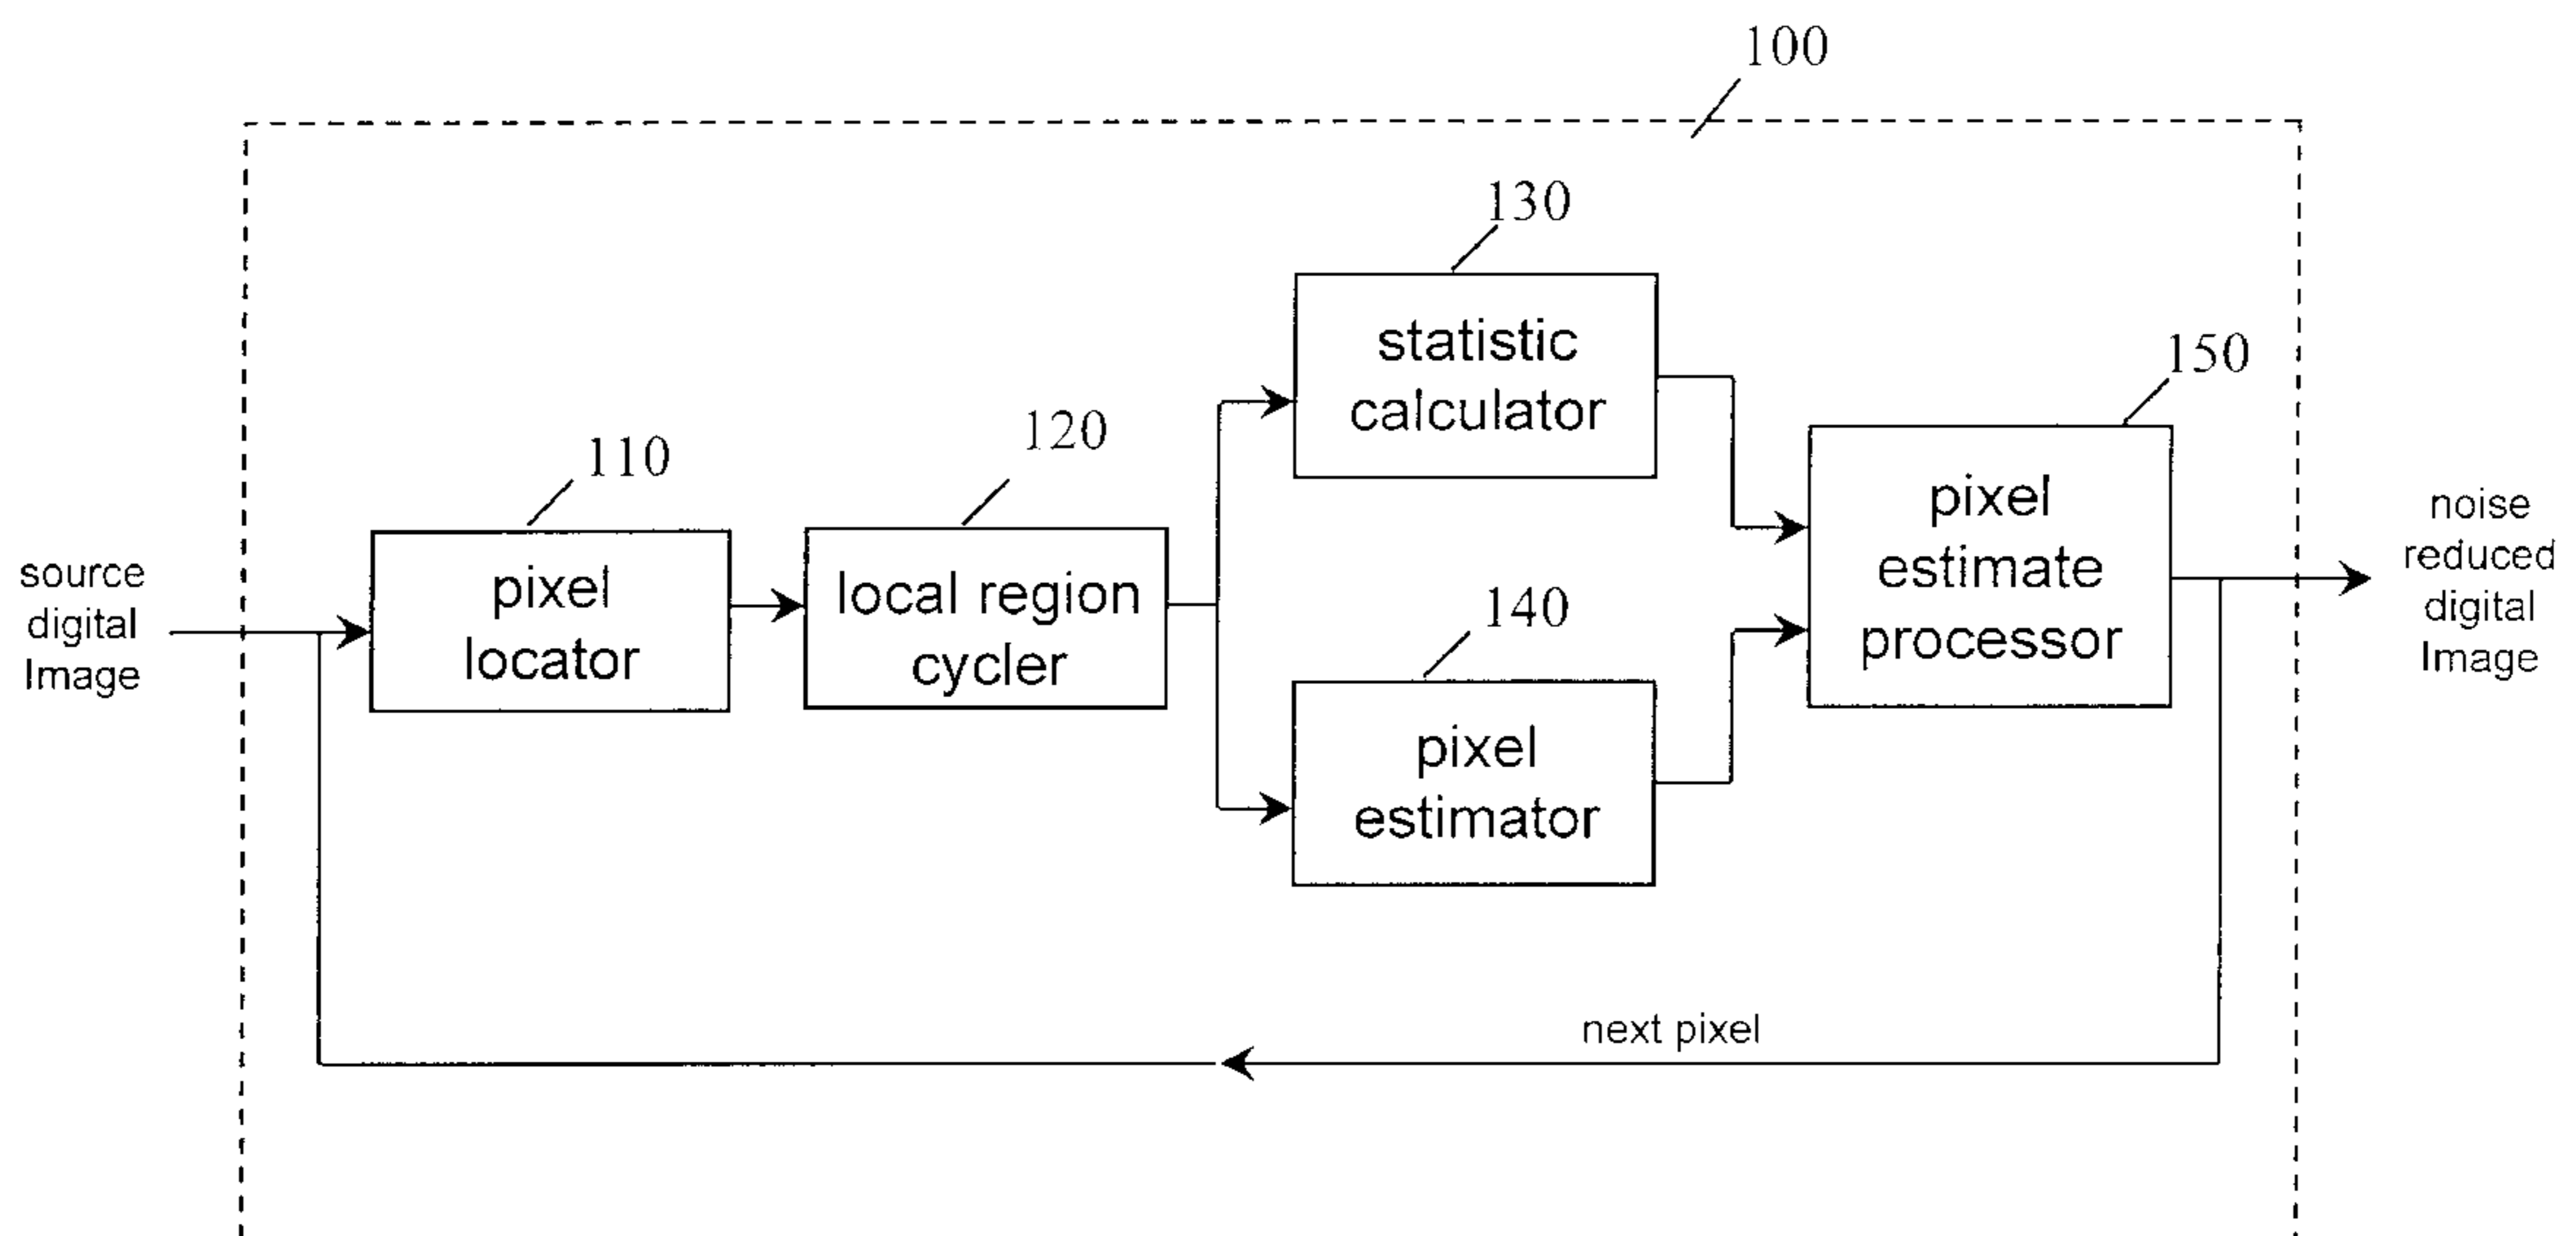 100
130
statistic
calculator
150
pixel
estimate
processor
110
pixel
locator
120
local region
cycler
140
pixel
estimator
source
digital
Image
noise
reduced
digital
Image
next pixel